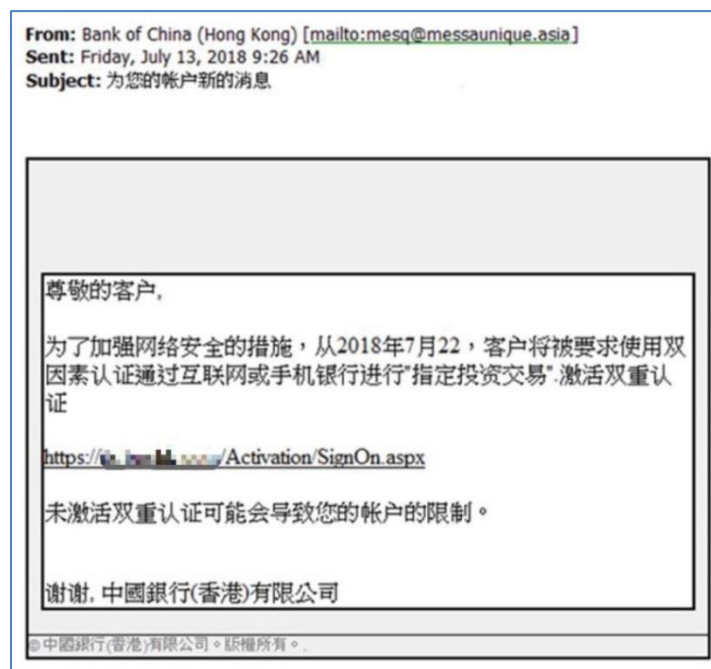 From: Bank of China (Hong Kong) [mailto:mesq@messaunique.asia]
Sent: Friday, July 13, 2018 9:26 AM
Subject: 为您的帐户新的消息
尊敬的客户,
为了加强网络安全的措施，从2018年7月22，客户将被要求使用双
因素认证通过互联网或手机银行进行"指定投资交易".激活双重认
证
https:// /Activation/SignOn.aspx
未激活双重认证可能会导致您的帐户的限制。
谢谢, 中國銀行(香港)有限公司
©中國銀行(香港)有限公司。版權所有。.